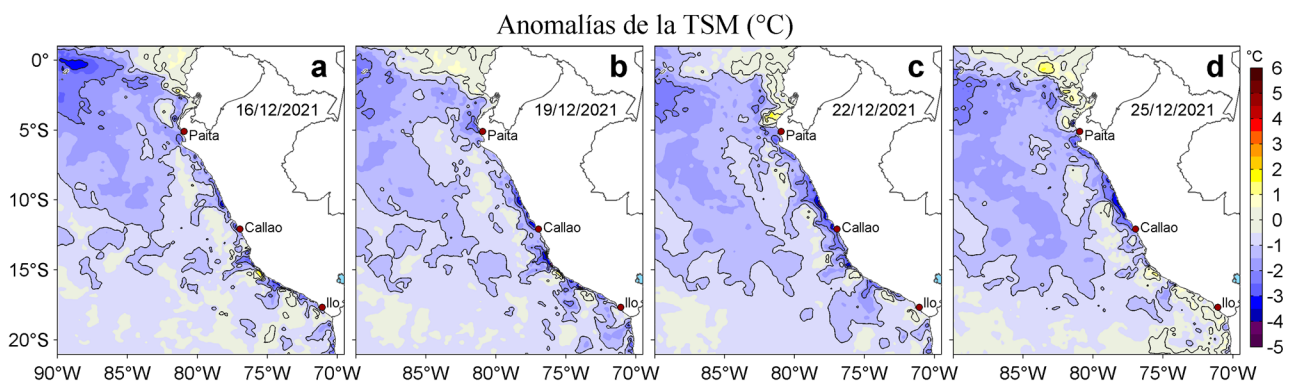 Anomalías de la TSM (°C)
a
16/12/2021
Paita
Callao
Ilo
b
19/12/2021
Paita
Callao
Ilo
c
22/12/2021
Paita
Callao
Ilo
d
25/12/2021
Paita
Callao
Ilo
0°
5°S
10°S
15°S
20°S
90°W 85°W 80°W 75°W 70°W
85°W 80°W 75°W 70°W
85°W 80°W 75°W 70°W
85°W 80°W 75°W 70°W
°C
6
5
4
3
2
1
0
-1
-2
-3
-4
-5